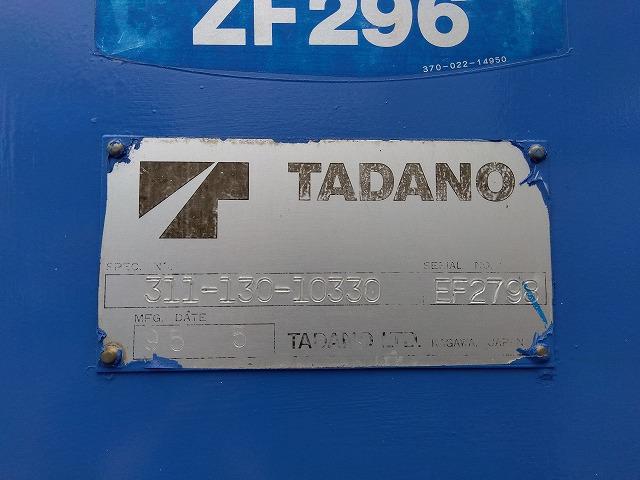 ZF296
370-022-14950
TADANO
SPEC. NO. SERIAL NO.
311-130-10330 EF2798
MFG. DATE
95 TADANO LTD. KAGAWA, JAPAN